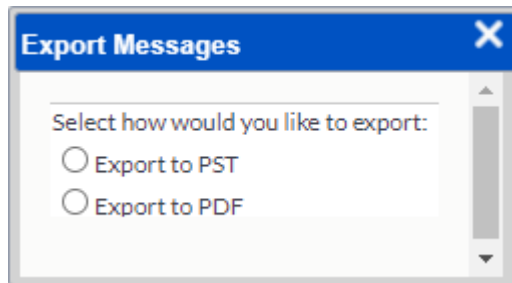 Export Messages
Select how would you like to export:
Export to PST
Export to PDF